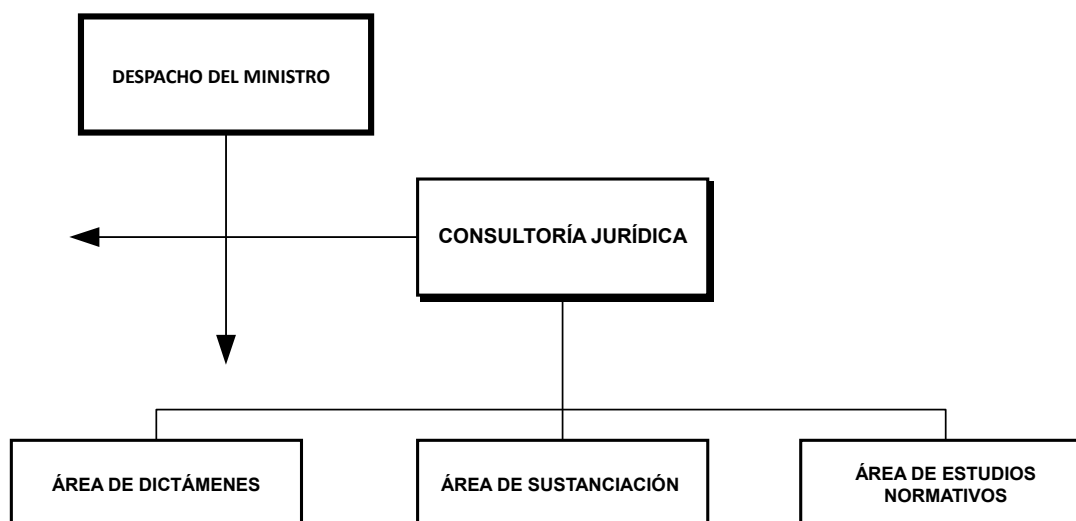 DESPACHO DEL MINISTRO
CONSULTORÍA JURÍDICA
ÁREA DE DICTÁMENES
ÁREA DE SUSTANCIACIÓN
ÁREA DE ESTUDIOS
NORMATIVOS